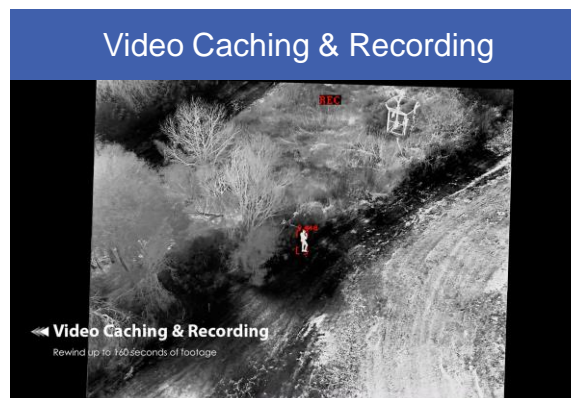 Video Caching & Recording
REC
Video Caching & Recording
Rewind up to 160 seconds of footage